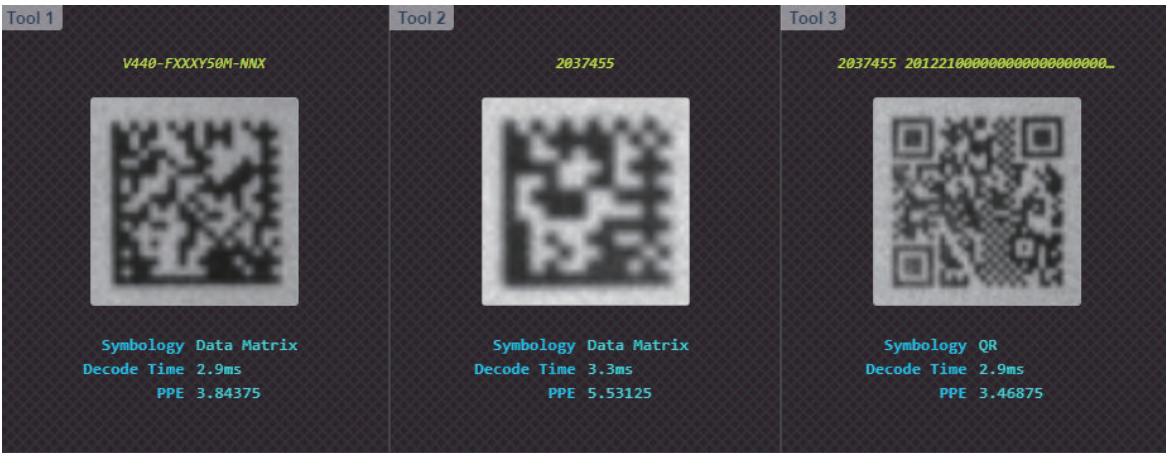 Tool 1
V440-FXXXY50M-NNX
Symbology Data Matrix
Decode Time 2.9ms
PPE 3.84375
Tool 2
2037455
Symbology Data Matrix
Decode Time 3.3ms
PPE 5.53125
Tool 3
2037455 2012210000000000000000000…
Symbology QR
Decode Time 2.9ms
PPE 3.46875